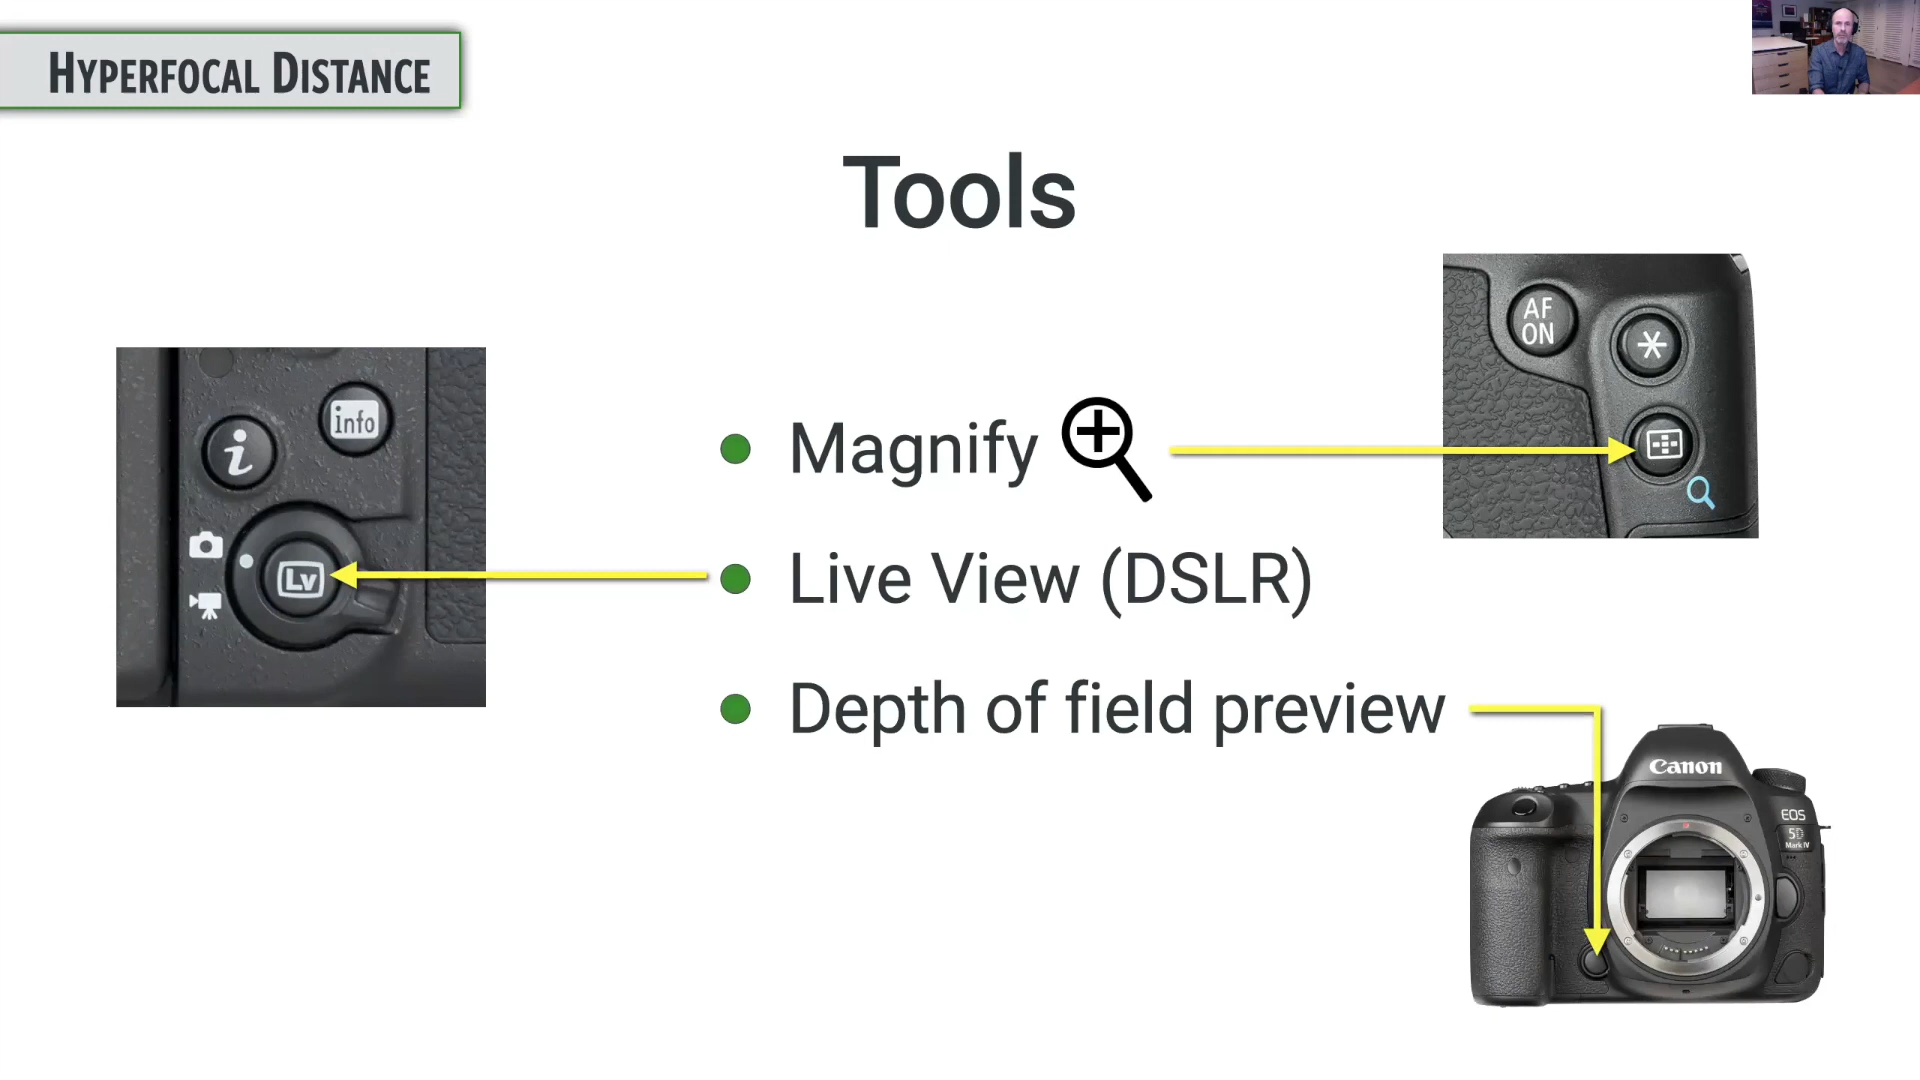 HYPERFOCAL DISTANCE
Tools
AF
ON
info
i
Magnify
Lv
Live View (DSLR)
Depth of field preview
Canon
EOS
5D
Mark IV